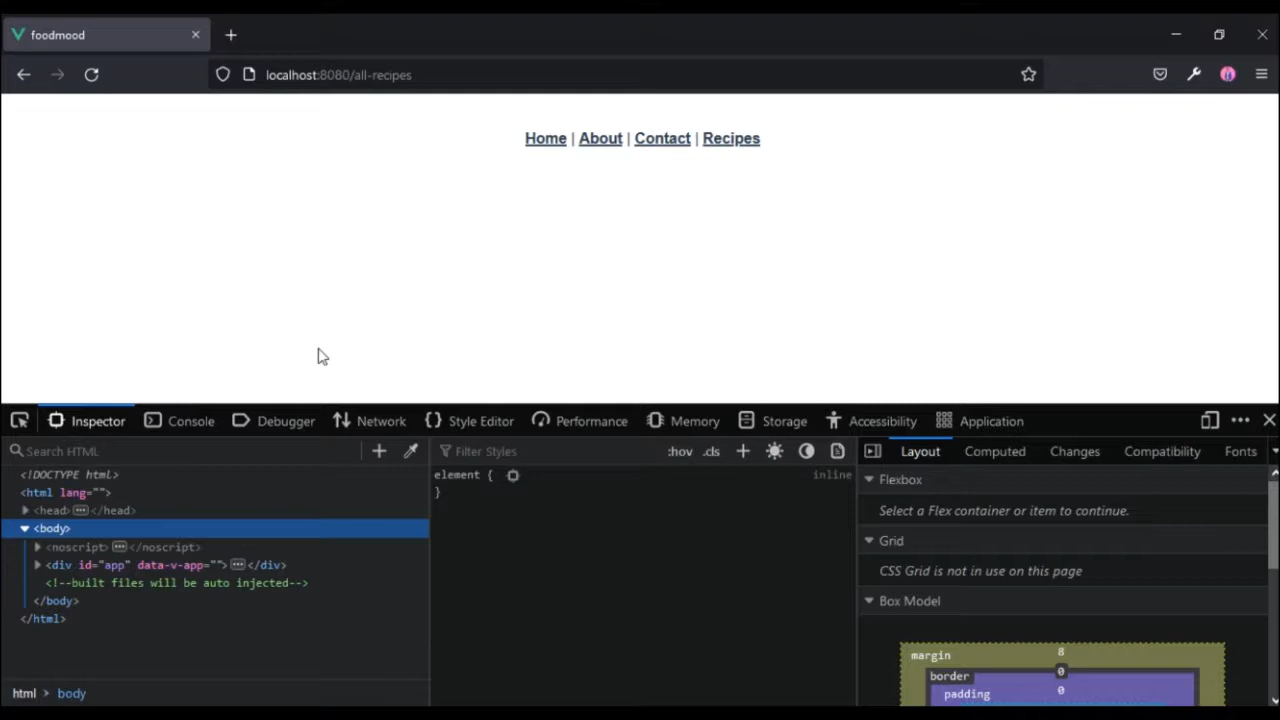 foodmood
localhost:8080/all-recipes
Home | About | Contact | Recipes
Inspector Console Debugger Network Style Editor Performance Memory Storage Accessibility Application
Search HTML
<!DOCTYPE html>
<html lang="">
<head> </head>
<body>
<noscript> </noscript>
<div id="app" data-v-app=""> </div>
<!--built files will be auto injected-->
</body>
</html>
html > body
Filter Styles :hov .cls
element { inline
}
Layout Computed Changes Compatibility Fonts
Flexbox
Select a Flex container or item to continue.
Grid
CSS Grid is not in use on this page
Box Model
margin 8
border 0
padding 0